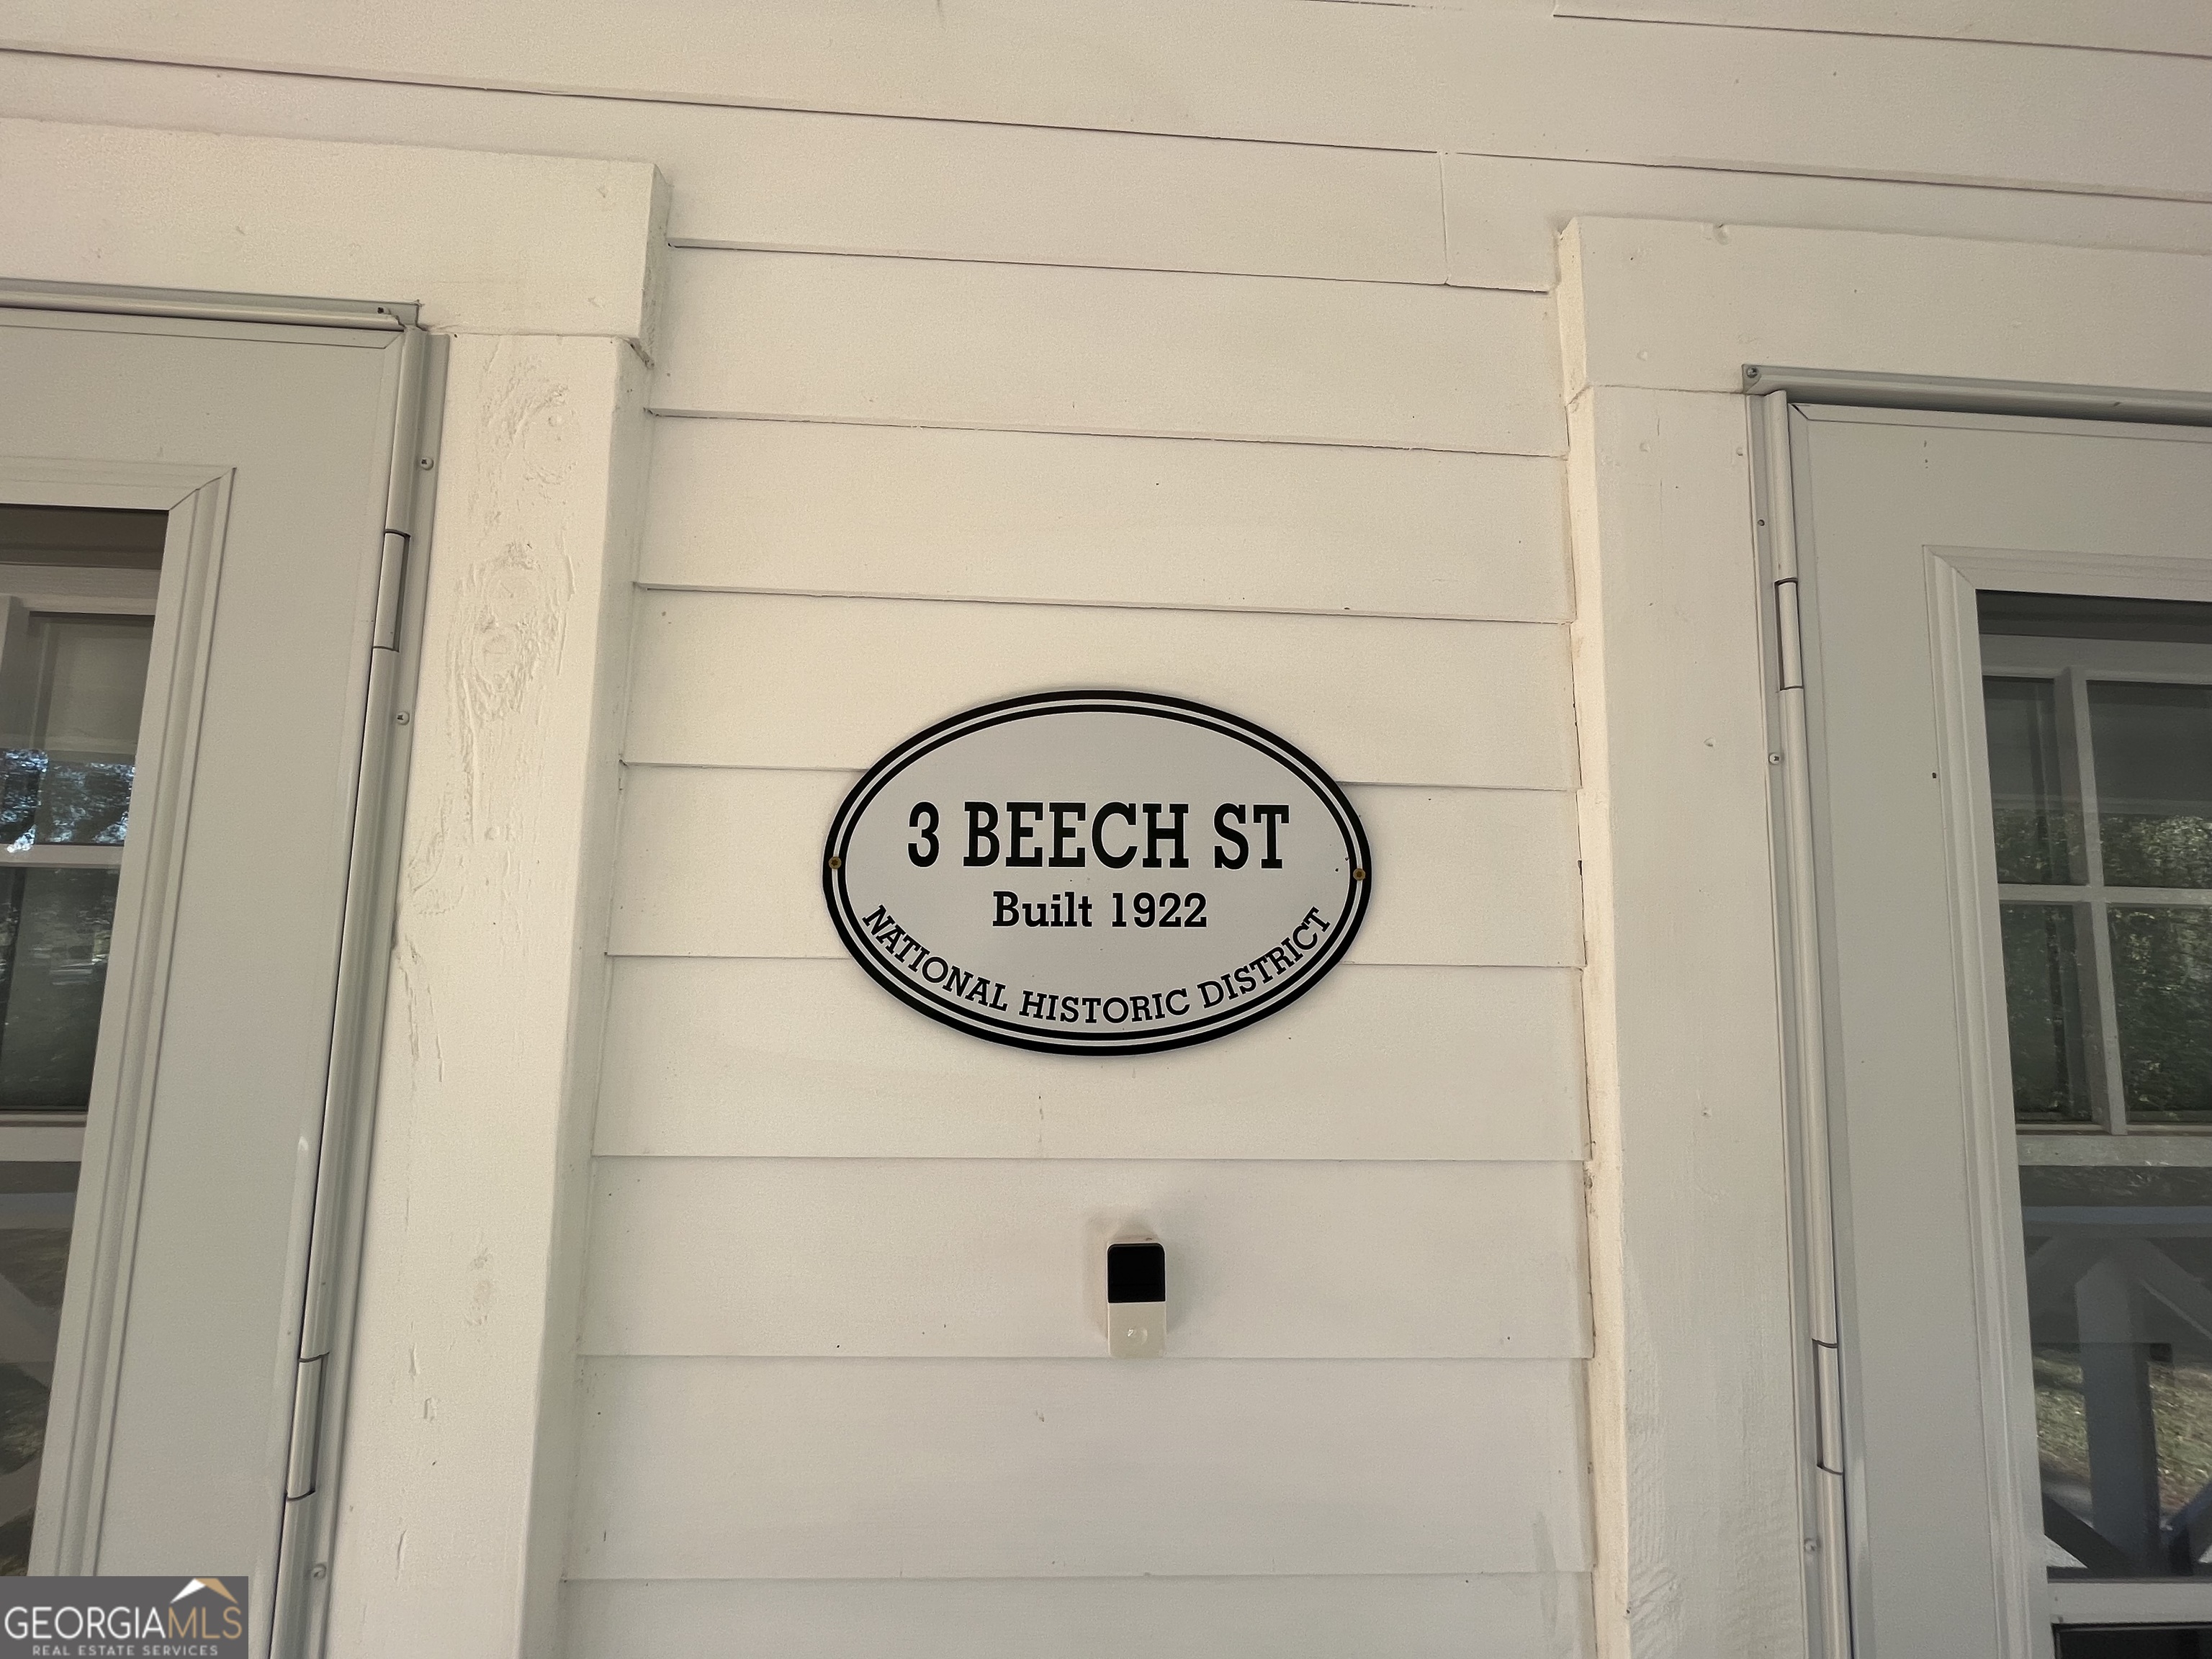 3 BEECH ST
Built 1922
NATIONAL HISTORIC DISTRICT
GEORGIAMLS
REAL ESTATE SERVICES